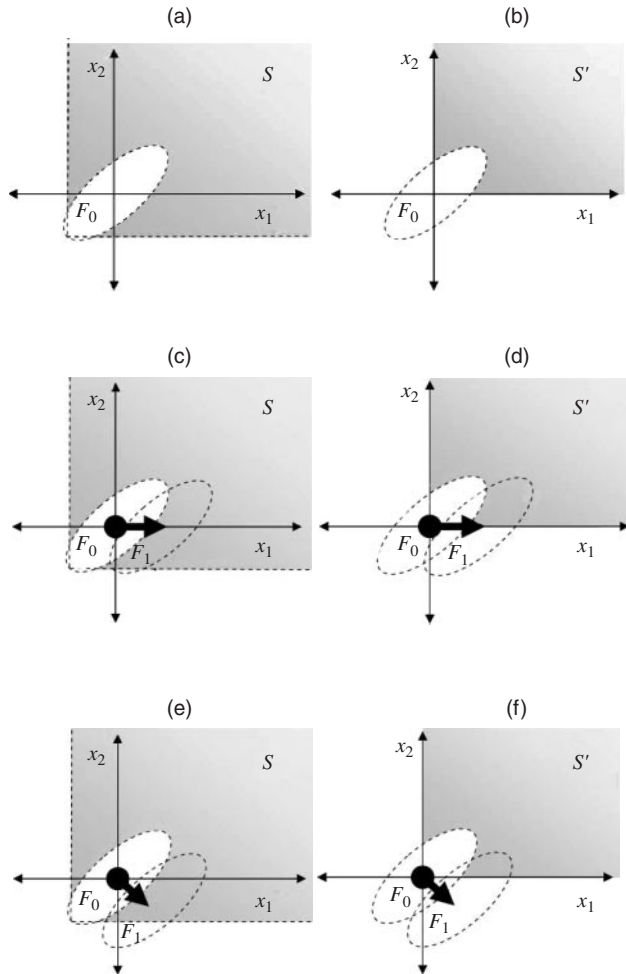 (a) (b)
x2 S x2 S′
F0 x1 F0 x1
(c) (d)
x2 S x2 S′
F0 F1 x1 F0 F1 x1
(e) (f)
x2 S x2 S′
F0 F1 x1 F0 F1 x1